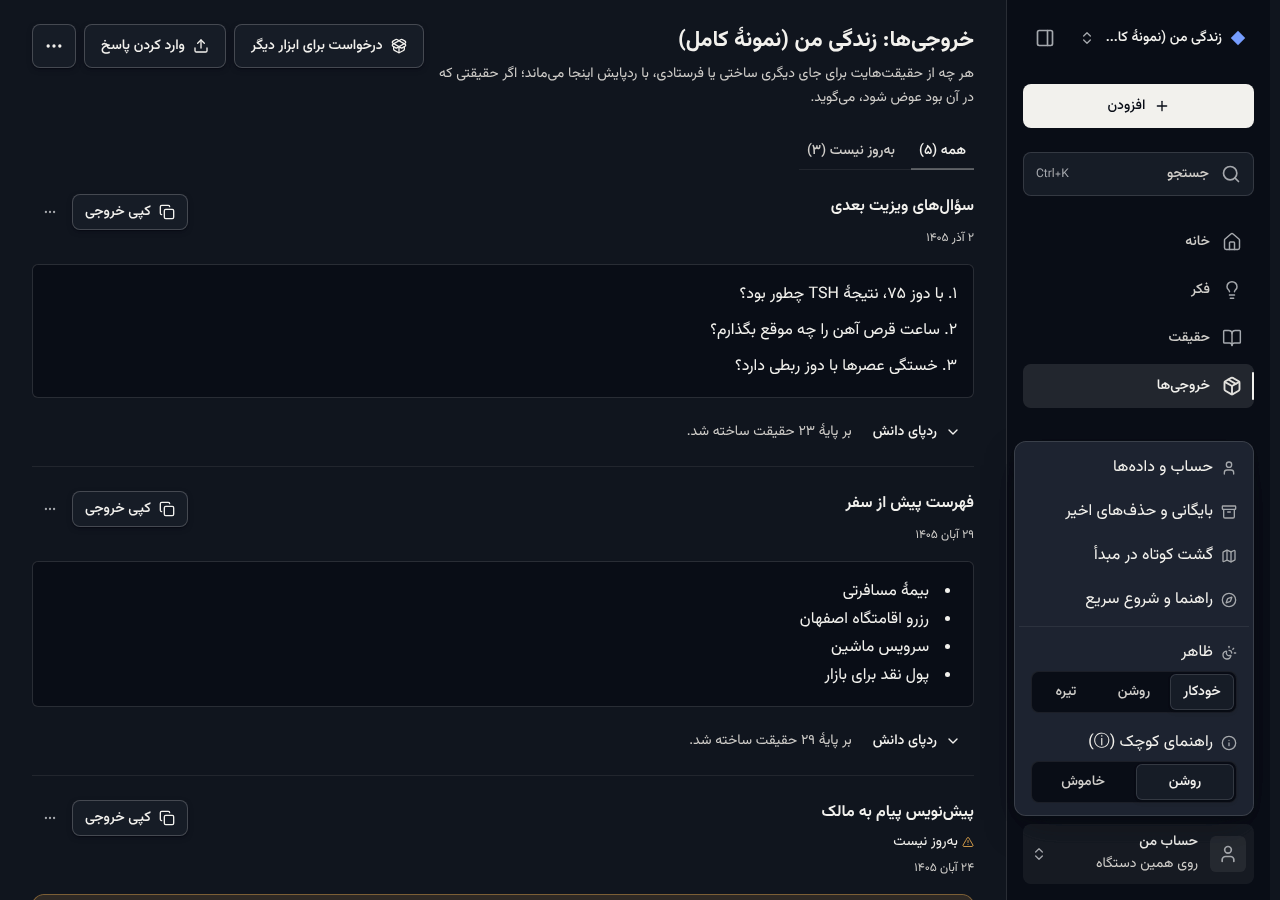 زندگی من (نمونهٔ کا...
افزودن
جستجو
Ctrl+K
خانه
فکر
حقیقت
خروجی‌ها
حساب و داده‌ها
بایگانی و حذف‌های اخیر
گشت کوتاه در مبدأ
راهنما و شروع سریع
ظاهر
خودکار
روشن
تیره
راهنمای کوچک (ⓘ)
روشن
خاموش
حساب من
روی همین دستگاه
خروجی‌ها: زندگی من (نمونهٔ کامل)
هر چه از حقیقت‌هایت برای جای دیگری ساختی یا فرستادی، با ردپایش اینجا می‌ماند؛ اگر حقیقتی که
در آن بود عوض شود، می‌گوید.
درخواست برای ابزار دیگر
وارد کردن پاسخ
همه (۵)
به‌روز نیست (۳)
سؤال‌های ویزیت بعدی
۲ آذر ۱۴۰۵
کپی خروجی
۱. با دوز ۷۵، نتیجهٔ TSH چطور بود؟
۲. ساعت قرص آهن را چه موقع بگذارم؟
۳. خستگی عصرها با دوز ربطی دارد؟
ردپای دانش
بر پایهٔ ۲۳ حقیقت ساخته شد.
فهرست پیش از سفر
۲۹ آبان ۱۴۰۵
کپی خروجی
• بیمهٔ مسافرتی
• رزرو اقامتگاه اصفهان
• سرویس ماشین
• پول نقد برای بازار
ردپای دانش
بر پایهٔ ۲۹ حقیقت ساخته شد.
پیش‌نویس پیام به مالک
به‌روز نیست
۲۴ آبان ۱۴۰۵
کپی خروجی